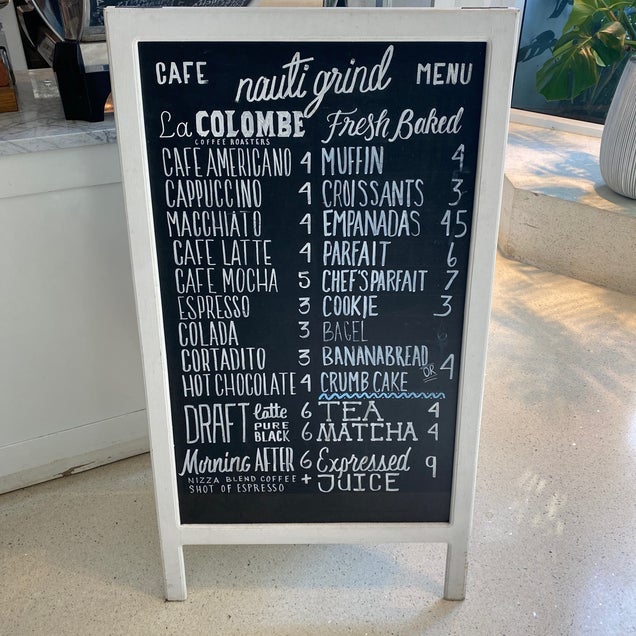 CAFE nauti grind MENU
La COLOMBE
COFFEE ROASTERS
CAFE AMERICANO 4
CAPPUCCINO 4
MACCHIATO 4
CAFE LATTE 4
CAFE MOCHA 5
ESPRESSO 3
COLADA 3
CORTADITO 3
HOT CHOCOLATE 4
DRAFT latte 6
PURE BLACK 6
Morning AFTER 6
NIZZA BLEND COFFEE +
SHOT OF ESPRESSO
Fresh Baked
MUFFIN 4
CROISSANTS 3
EMPANADAS 45
PARFAIT 6
CHEF'S PARFAIT 7
COOKIE 3
BAGEL
BANANABREAD
OR 4
CRUMB CAKE
TEA 4
MATCHA 4
Expressed 9
JUICE